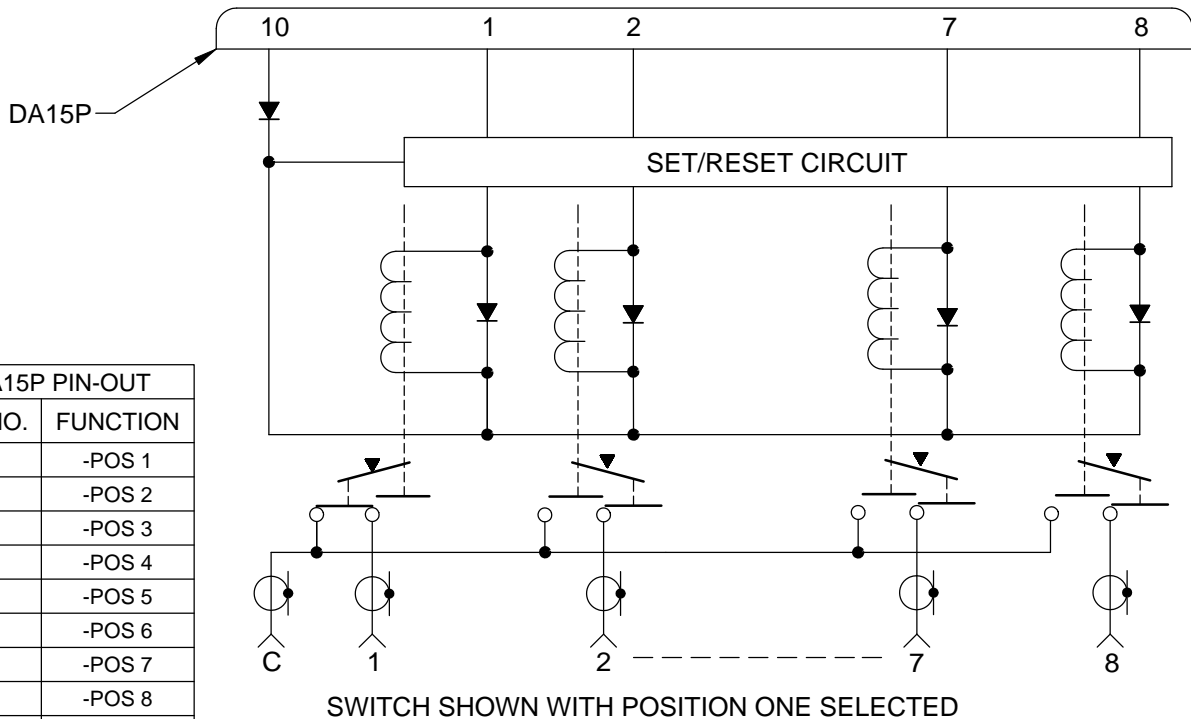 10 1 2 7 8
DA15P
SET/RESET CIRCUIT
PIN-OUT
FUNCTION
-POS 1
-POS 2
-POS 3
-POS 4
-POS 5
-POS 6
-POS 7
-POS 8
C 1 2 7 8
SWITCH SHOWN WITH POSITION ONE SELECTED